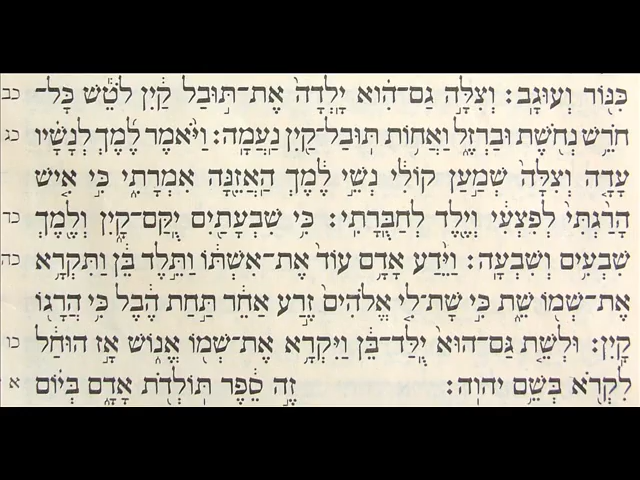 כִּנּ֥וֹר וְעוּגָֽב׃ וְצִלָּ֣ה גַם־הִ֗וא יָֽלְדָה֙ אֶת־תּ֣וּבַל קַ֔יִן לֹטֵ֕שׁ כָּל־ כב
חֹרֵ֥שׁ נְחֹ֖שֶׁת וּבַרְזֶ֑ל וַֽאֲח֥וֹת תּֽוּבַל־קַ֖יִן נַֽעֲמָֽה׃ וַיֹּ֨אמֶר לֶ֜מֶךְ לְנָשָׁ֗יו כג
עָדָ֤ה וְצִלָּה֙ שְׁמַ֣עַן קוֹלִ֔י נְשֵׁ֣י לֶ֔מֶךְ הַאְזֵ֖נָּה אִמְרָתִ֑י כִּ֣י אִ֤ישׁ
הָרַ֨גְתִּי֙ לְפִצְעִ֔י וְיֶ֖לֶד לְחַבֻּֽרָתִֽי׃ כִּ֥י שִׁבְעָתַ֖יִם יֻקַּם־קָ֑יִן וְלֶ֖מֶךְ כד
שִׁבְעִ֥ים וְשִׁבְעָֽה׃ וַיֵּ֨דַע אָדָ֥ם עוֹד֙ אֶת־אִשְׁתּ֔וֹ וַתֵּ֣לֶד בֵּ֔ן וַתִּקְרָ֥א כה
אֶת־שְׁמ֖וֹ שֵׁ֑ת כִּ֣י שָֽׁת־לִ֤י אֱלֹהִים֙ זֶ֣רַע אַחֵ֔ר תַּ֣חַת הֶ֔בֶל כִּ֥י הֲרָג֖וֹ
קָֽיִן׃ וּלְשֵׁ֤ת גַּם־הוּא֙ יֻלַּד־בֵּ֔ן וַיִּקְרָ֥א אֶת־שְׁמ֖וֹ אֱנ֑וֹשׁ אָ֣ז הוּחַ֔ל כו
לִקְרֹ֖א בְּשֵׁ֥ם יְהוָֽה׃ זֶ֣ה סֵ֔פֶר תּֽוֹלְדֹ֖ת אָדָ֑ם בְּי֗וֹם א